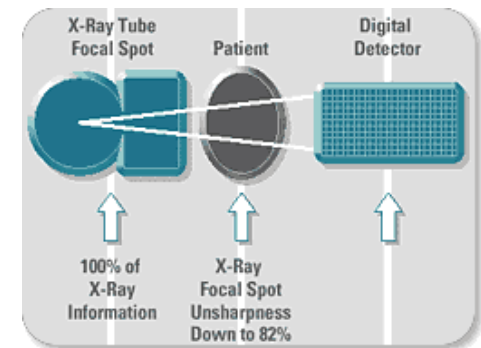 X-Ray Tube
Focal Spot
Patient
Digital
Detector
100% of
X-Ray
Information
X-Ray
Focal Spot
Unsharpness
Down to 82%